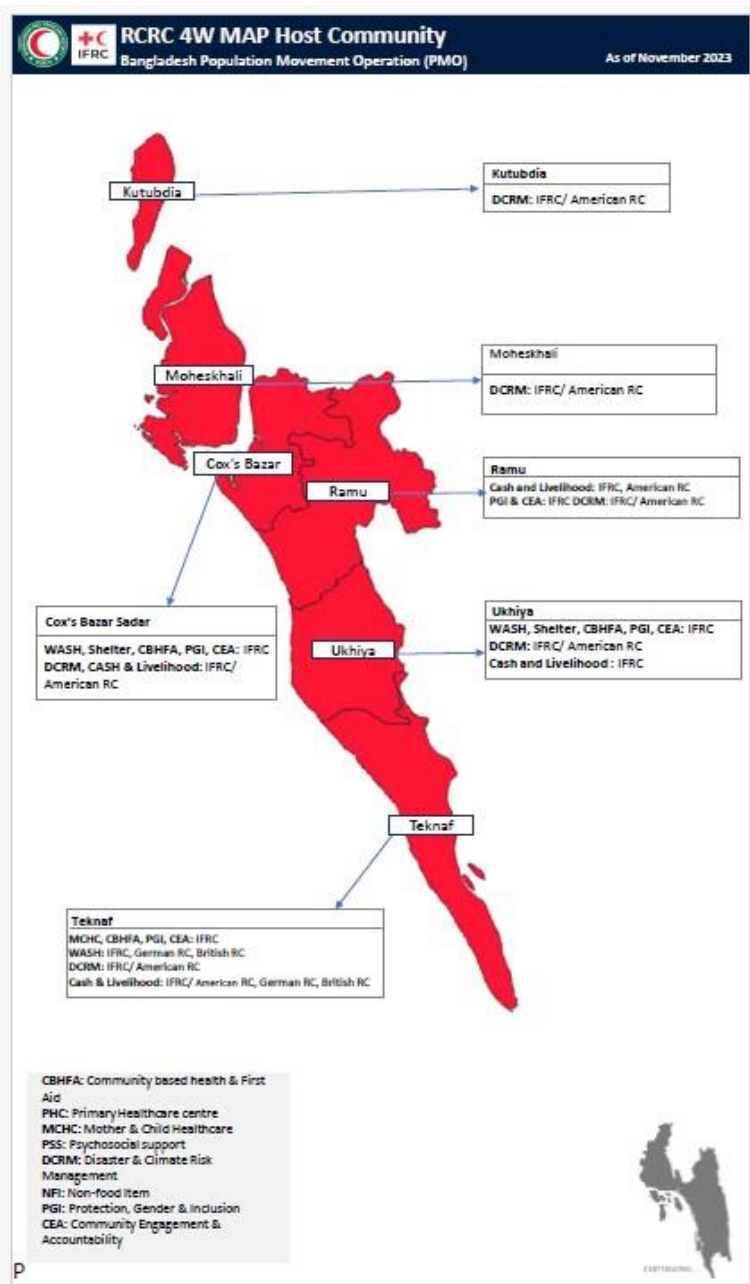 RCRC 4W MAP Host Community
IFRC
Bangladesh Population Movement Operation (PMO)
As of November 2023
Kutubdia
Kutubdia
DCRM: IFRC/ American RC
Moheskhali
Moheskhali
DCRM: IFRC/ American RC
Cox's Bazar
Ramu
Ramu
Cash and Livelihood: IFRC, American RC
PGI & CEA: IFRC DCRM: IFRC/ American RC
Cox's Bazar Sadar
WASH, Shelter, CBHFA, PGI, CEA: IFRC
DCRM, CASH & Livelihood: IFRC/
American RC
Ukhiya
Ukhiya
WASH, Shelter, CBHFA, PGI, CEA: IFRC
DCRM: IFRC/ American RC
Cash and Livelihood : IFRC
Teknaf
Teknaf
MCHC, CBHFA, PGI, CEA: IFRC
WASH: IFRC, German RC, British RC
DCRM: IFRC/ American RC
Cash & Livelihood: IFRC/ American RC, German RC, British RC
CBHFA: Community based health & First
Aid
PHC: Primary Healthcare centre
MCHC: Mother & Child Healthcare
PSS: Psychosocial support
DCRM: Disaster & Climate Risk
Management
NFI: Non-food Item
PGI: Protection, Gender & Inclusion
CEA: Community Engagement &
Accountability
P